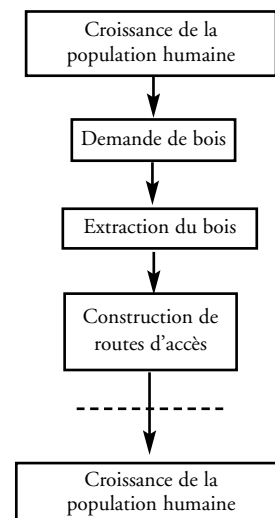 Croissance de la
population humaine
Demande de bois
Extraction du bois
Construction de
routes d'accès
Croissance de la
population humaine